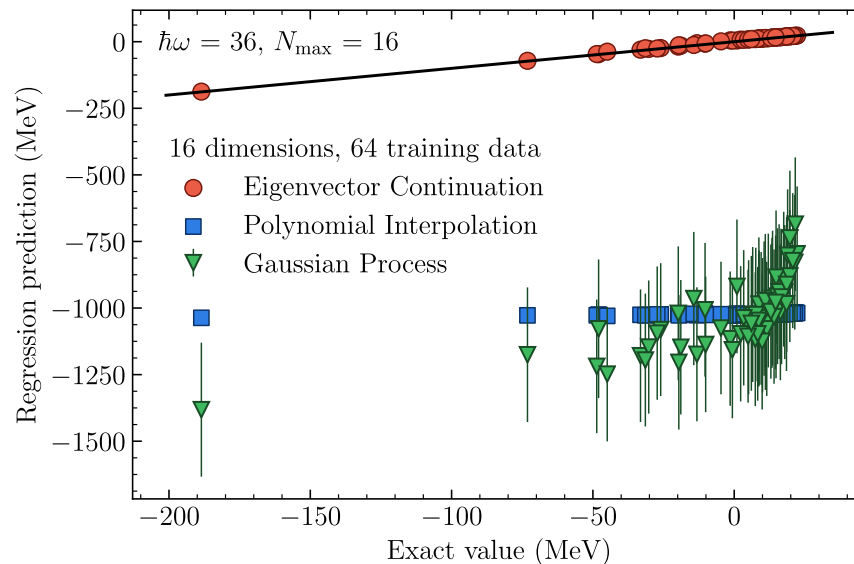 ħω = 36, N_max = 16
16 dimensions, 64 training data
Eigenvector Continuation
Polynomial Interpolation
Gaussian Process
Regression prediction (MeV)
0
−250
−500
−750
−1000
−1250
−1500
−200
−150
−100
−50
0
Exact value (MeV)